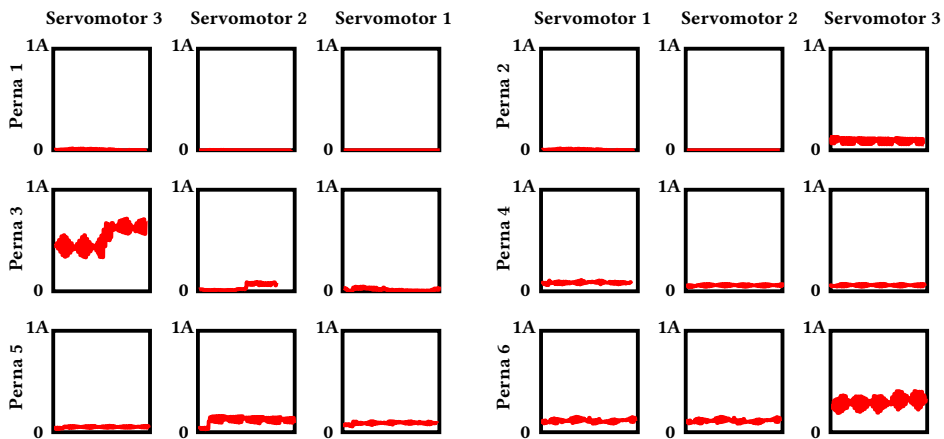 Servomotor 3 Servomotor 2 Servomotor 1 Servomotor 1 Servomotor 2 Servomotor 3
1A 1A 1A 1A 1A 1A
Perna 1 Perna 2
0 0 0 0 0 0
1A 1A 1A 1A 1A 1A
Perna 3 Perna 4
0 0 0 0 0 0
1A 1A 1A 1A 1A 1A
Perna 5 Perna 6
0 0 0 0 0 0